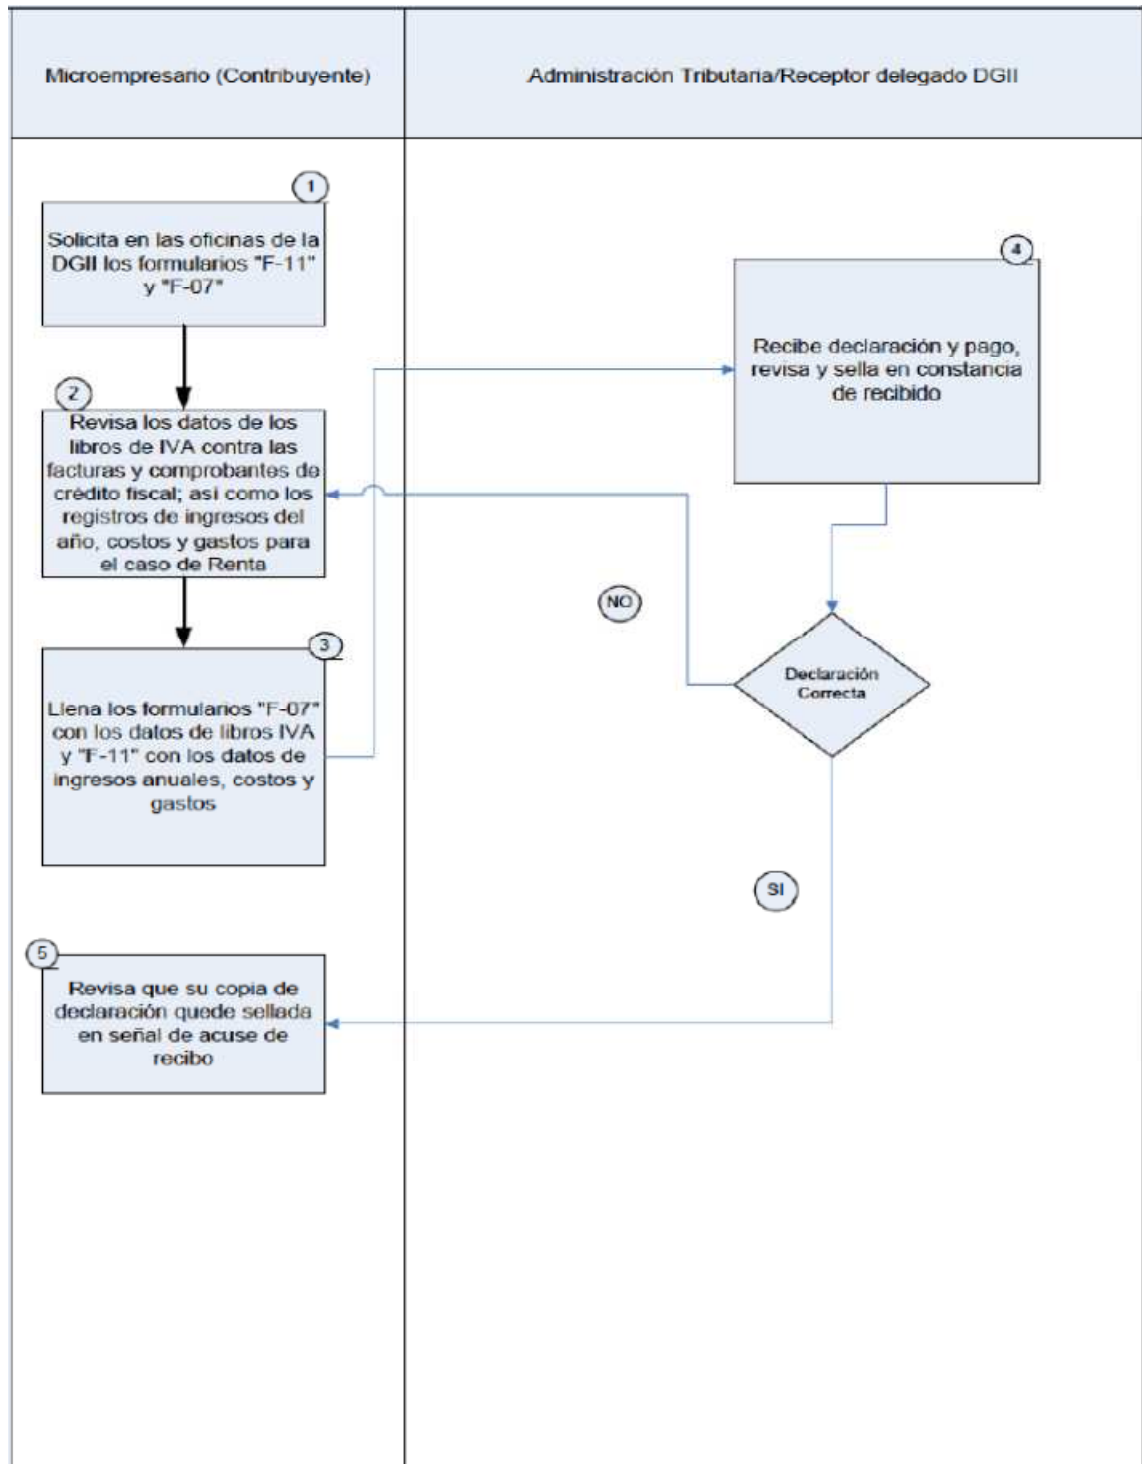 Microempresario (Contribuyente)
Administración Tributaria/Receptor delegado DGII
1
Solicita en las oficinas de la
DGII los formularios "F-11"
y "F-07"
2
Revisa los datos de los
libros de IVA contra las
facturas y comprobantes de
crédito fiscal; así como los
registros de ingresos del
año, costos y gastos para
el caso de Renta
3
Llena los formularios "F-07"
con los datos de libros IVA
y "F-11" con los datos de
ingresos anuales, costos y
gastos
4
Recibe declaración y pago,
revisa y sella en constancia
de recibido
Declaración
Correcta
NO
SI
5
Revisa que su copia de
declaración quede sellada
en señal de acuse de
recibo